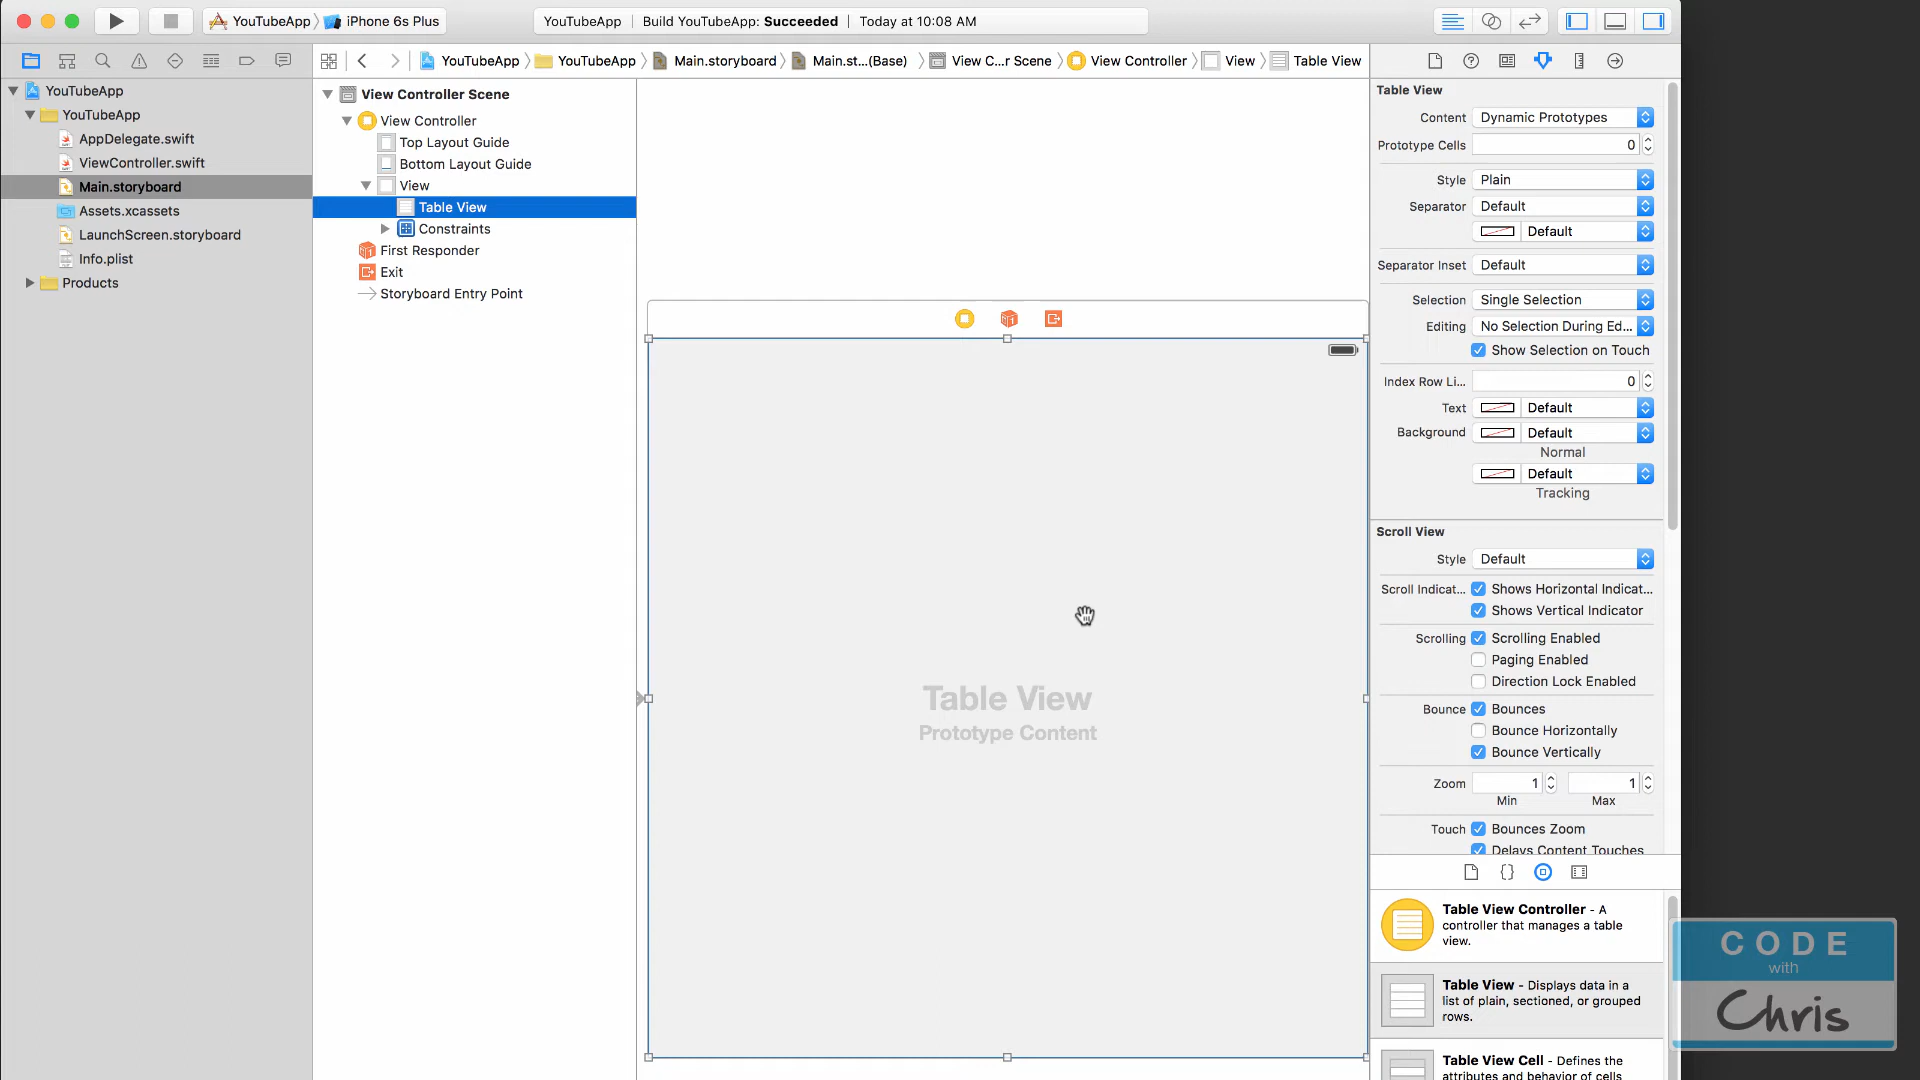 YouTubeApp iPhone 6s Plus
YouTubeApp Build YouTubeApp: Succeeded Today at 10:08 AM
YouTubeApp YouTubeApp Main.storyboard Main.st...(Base) View C...r Scene View Controller View Table View
YouTubeApp
YouTubeApp
AppDelegate.swift
ViewController.swift
Main.storyboard
Assets.xcassets
LaunchScreen.storyboard
Info.plist
Products
View Controller Scene
View Controller
Top Layout Guide
Bottom Layout Guide
View
Table View
Constraints
First Responder
Exit
Storyboard Entry Point
Table View
Prototype Content
Table View
Content Dynamic Prototypes
Prototype Cells 0
Style Plain
Separator Default
Default
Separator Inset Default
Selection Single Selection
Editing No Selection During Ed...
Show Selection on Touch
Index Row Li... 0
Text Default
Background Default
Normal
Default
Tracking
Scroll View
Style Default
Scroll Indicat... Shows Horizontal Indicat...
Shows Vertical Indicator
Scrolling Scrolling Enabled
Paging Enabled
Direction Lock Enabled
Bounce Bounces
Bounce Horizontally
Bounce Vertically
Zoom 1 1
Min Max
Touch Bounces Zoom
Delays Content Touches
Table View Controller - A
controller that manages a table
view.
Table View - Displays data in a
list of plain, sectioned, or grouped
rows.
Table View Cell - Defines the
attributes and behavior of cells
CODE
with
Chris